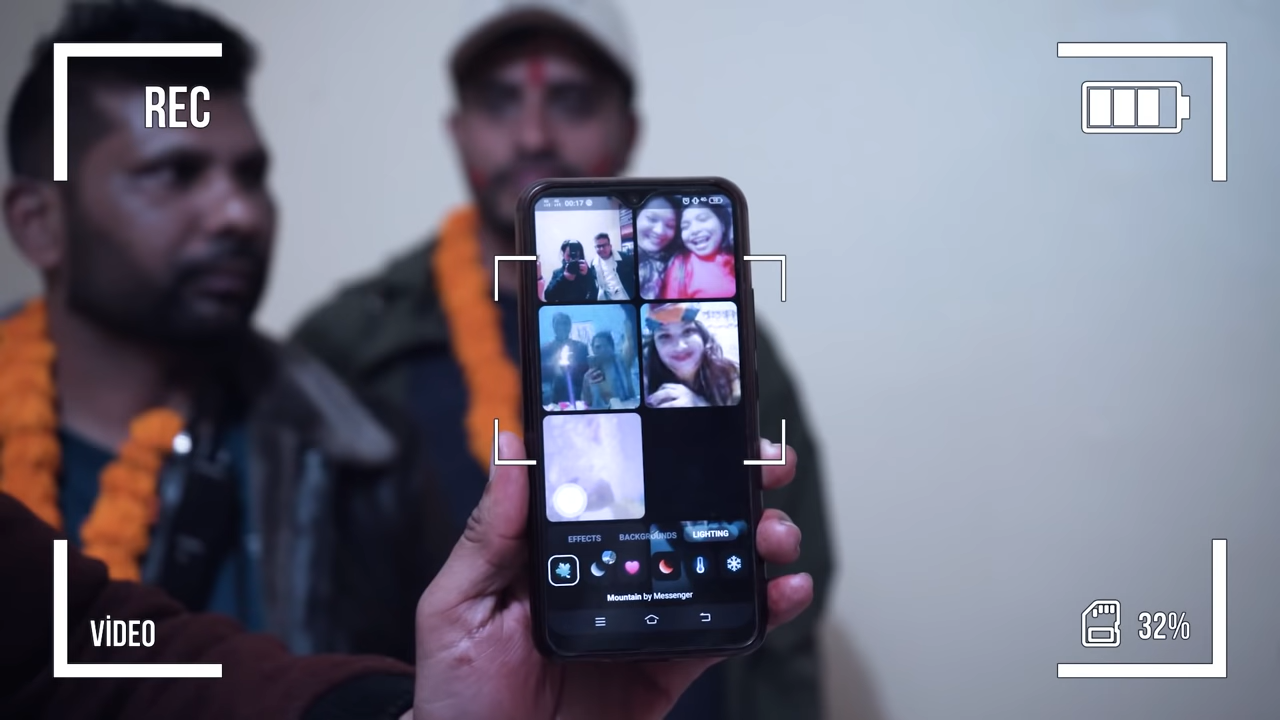 REC
00:17
EFFECTS BACKGROUNDS LIGHTING
Mountain by Messenger
VİDEO
32%